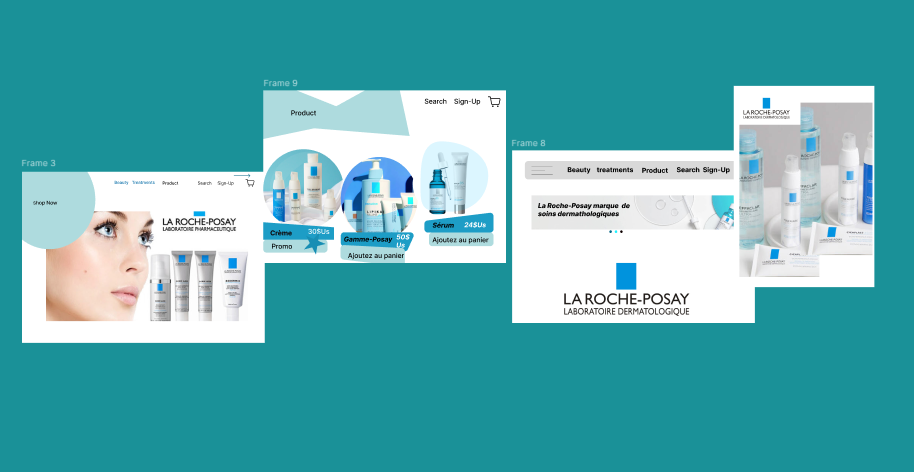 Frame 3
Beauty Treatments Product Search Sign-Up
shop Now
LA ROCHE-POSAY
LABORATOIRE PHARMACEUTIQUE
Frame 9
Search Sign-Up
Product
Crème 30$Us
Promo
Gamme-Posay 50$
Us
Ajoutez au panier
Sérum 24$Us
Ajoutez au panier
Frame 8
Beauty treatments Product Search Sign-Up
La Roche-Posay marque de
soins dermathologiques
LA ROCHE-POSAY
LABORATOIRE DERMATOLOGIQUE
LA ROCHE-POSAY
LABORATOIRE DERMATOLOGIQUE
EFFACLAR